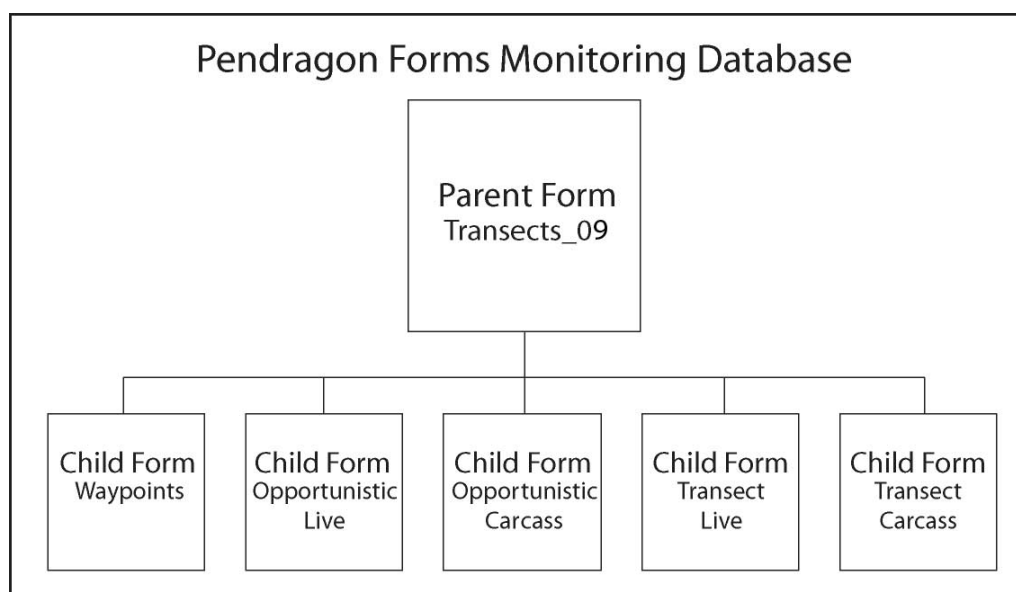 Pendragon Forms Monitoring Database
Parent Form
Transects_09
Child Form
Waypoints
Child Form
Opportunistic
Live
Child Form
Opportunistic
Carcass
Child Form
Transect
Live
Child Form
Transect
Carcass